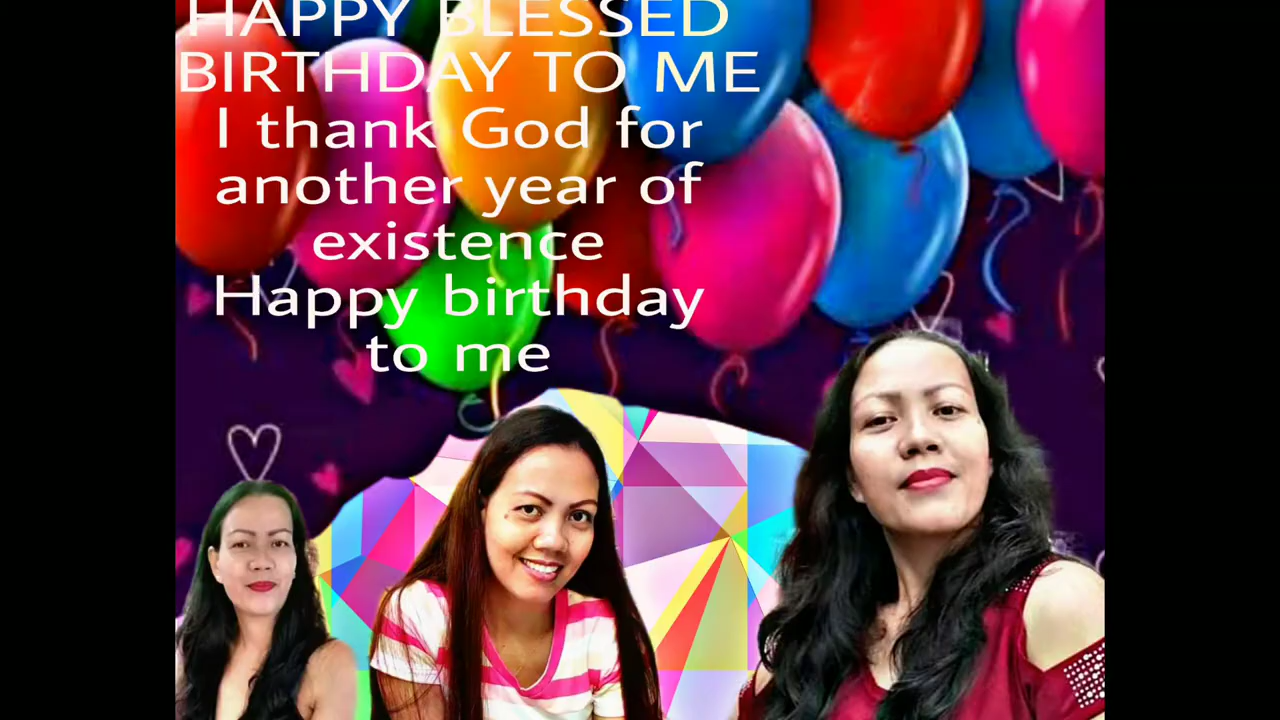 HAPPY BLESSED
BIRTHDAY TO ME
I thank God for
another year of
existence
Happy birthday
to me